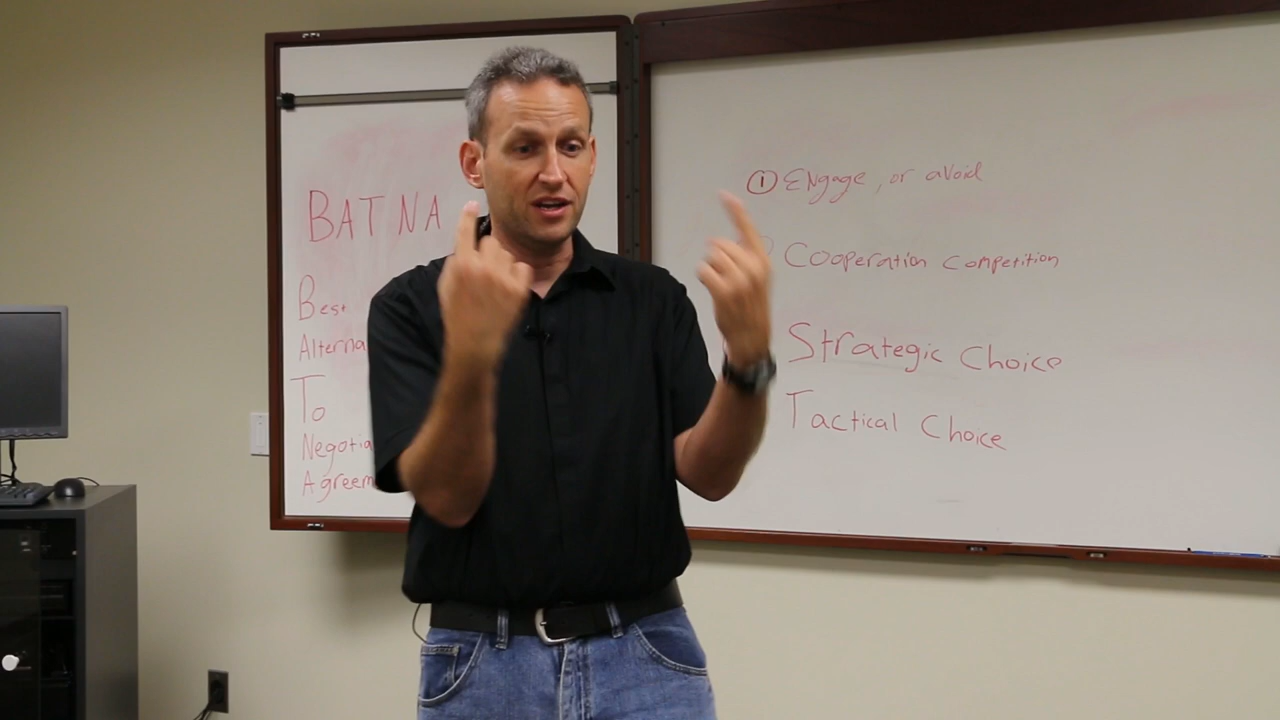 BATNA
Best
Alterna
To
Negotia
Agreem
① Engage, or avoid
Cooperation competition
Strategic Choice
Tactical Choice